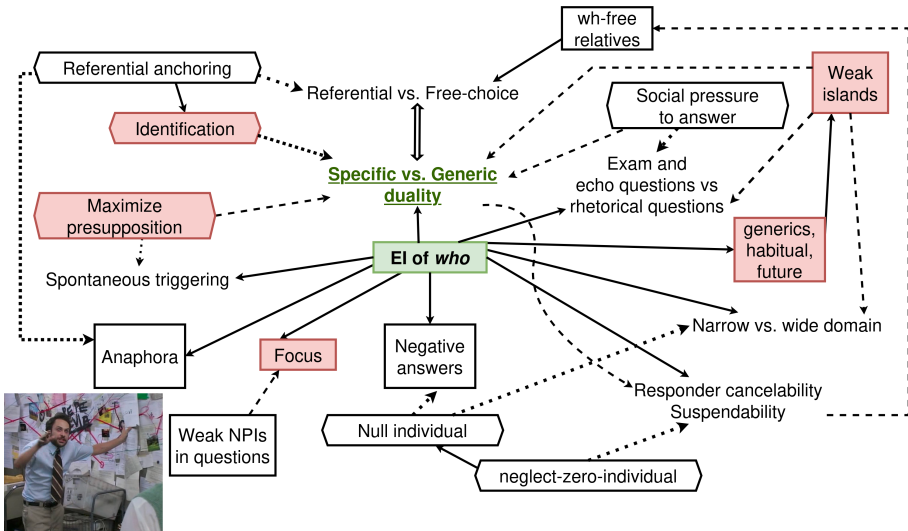 wh-free
relatives
Referential anchoring
Referential vs. Free-choice
Weak
islands
Social pressure
to answer
Identification
Exam and
echo questions vs
rhetorical questions
Specific vs. Generic
duality
Maximize
presupposition
generics,
habitual,
future
EI of who
Spontaneous triggering
Narrow vs. wide domain
Anaphora
Focus
Negative
answers
Responder cancelability
Suspendability
Weak NPIs
in questions
Null individual
neglect-zero-individual